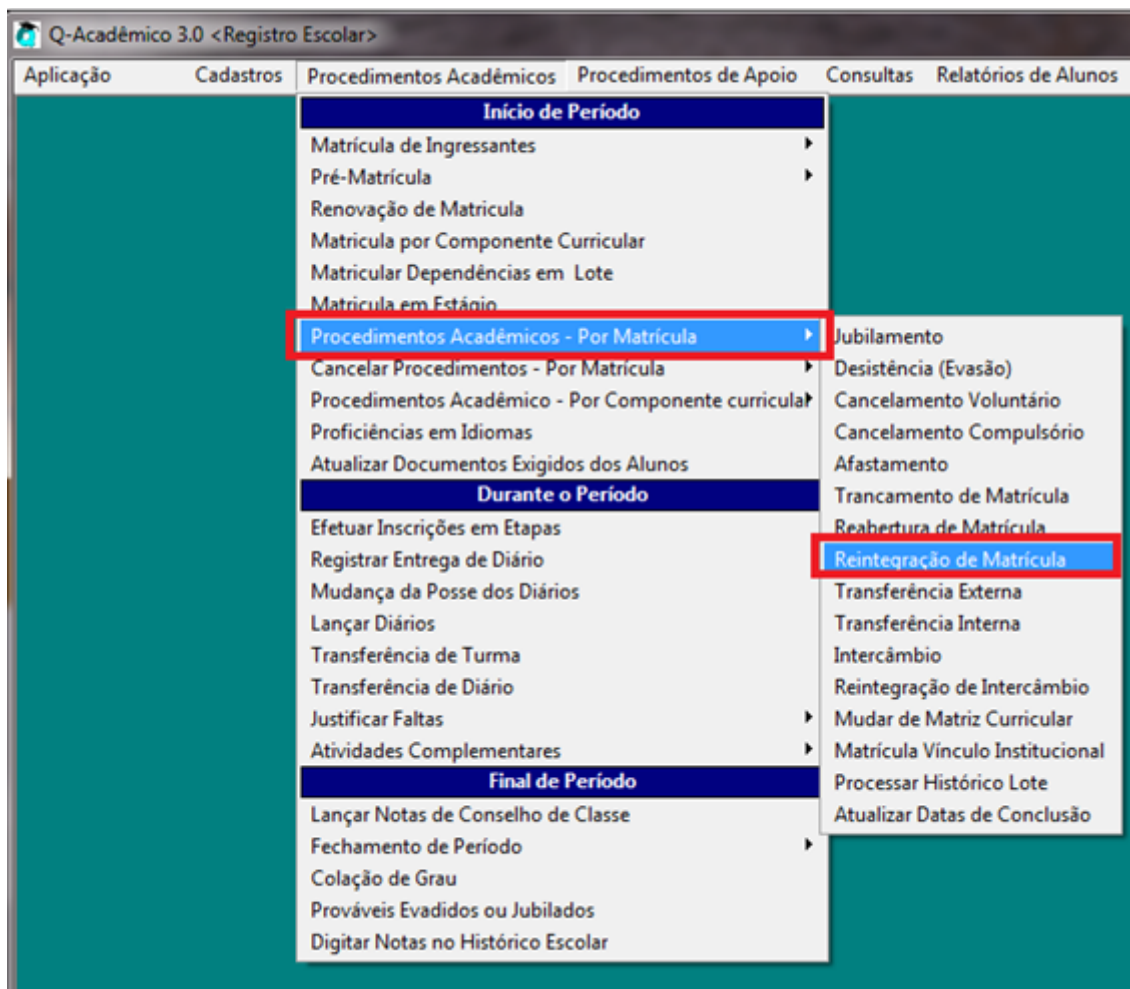 Q-Acadêmico 3.0 <Registro Escolar>
Aplicação Cadastros Procedimentos Acadêmicos Procedimentos de Apoio Consultas Relatórios de Alunos
Início de Período
Matrícula de Ingressantes
Pré-Matrícula
Renovação de Matricula
Matricula por Componente Curricular
Matricular Dependências em Lote
Matricula em Estágio
Procedimentos Acadêmicos - Por Matrícula
Cancelar Procedimentos - Por Matrícula
Procedimentos Acadêmico - Por Componente curricular
Proficiências em Idiomas
Atualizar Documentos Exigidos dos Alunos
Durante o Período
Efetuar Inscrições em Etapas
Registrar Entrega de Diário
Mudança da Posse dos Diários
Lançar Diários
Transferência de Turma
Transferência de Diário
Justificar Faltas
Atividades Complementares
Final de Período
Lançar Notas de Conselho de Classe
Fechamento de Período
Colação de Grau
Prováveis Evadidos ou Jubilados
Digitar Notas no Histórico Escolar
Jubilamento
Desistência (Evasão)
Cancelamento Voluntário
Cancelamento Compulsório
Afastamento
Trancamento de Matrícula
Reabertura de Matrícula
Reintegração de Matrícula
Transferência Externa
Transferência Interna
Intercâmbio
Reintegração de Intercâmbio
Mudar de Matriz Curricular
Matrícula Vínculo Institucional
Processar Histórico Lote
Atualizar Datas de Conclusão